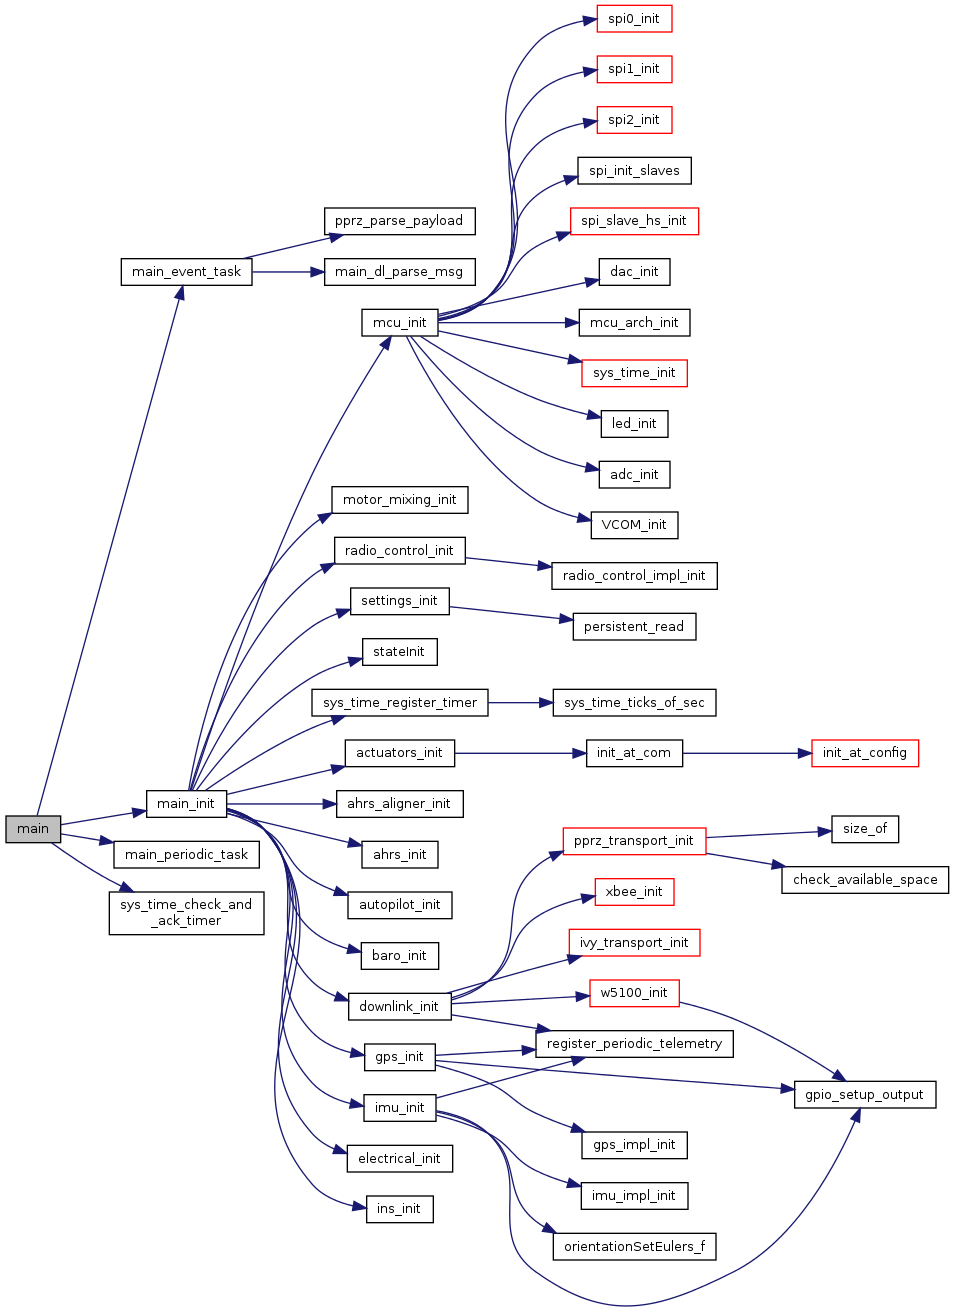 spi0_init
spi1_init
spi2_init
spi_init_slaves
pprz_parse_payload
spi_slave_hs_init
main_event_task
main_dl_parse_msg
dac_init
mcu_init
mcu_arch_init
sys_time_init
led_init
adc_init
motor_mixing_init
VCOM_init
radio_control_init
radio_control_impl_init
settings_init
persistent_read
stateInit
sys_time_register_timer
sys_time_ticks_of_sec
actuators_init
init_at_com
init_at_config
main_init
ahrs_aligner_init
main
size_of
pprz_transport_init
main_periodic_task
ahrs_init
check_available_space
xbee_init
sys_time_check_and
_ack_timer
autopilot_init
ivy_transport_init
baro_init
w5100_init
downlink_init
register_periodic_telemetry
gps_init
gpio_setup_output
imu_init
gps_impl_init
electrical_init
imu_impl_init
ins_init
orientationSetEulers_f